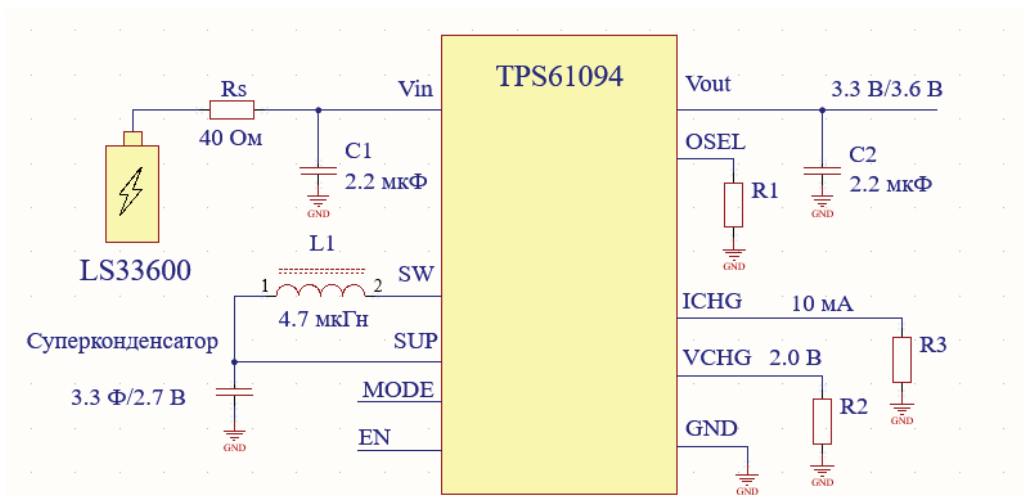 TPS61094
Rs
40 Ом
Vin
Vout
3.3 В/3.6 В
C1
2.2 мкФ
GND
OSEL
R1
GND
C2
2.2 мкФ
GND
LS33600
L1
1
2
4.7 мкГн
SW
Суперконденсатор
3.3 Ф/2.7 В
GND
SUP
MODE
EN
ICHG
10 мА
R3
GND
VCHG
2.0 В
R2
GND
GND
GND